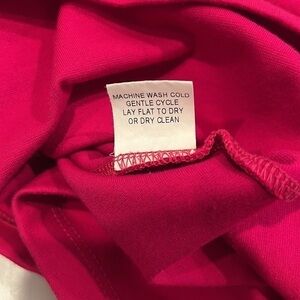 MACHINE WASH COLD
GENTLE CYCLE
LAY FLAT TO DRY
OR DRY CLEAN